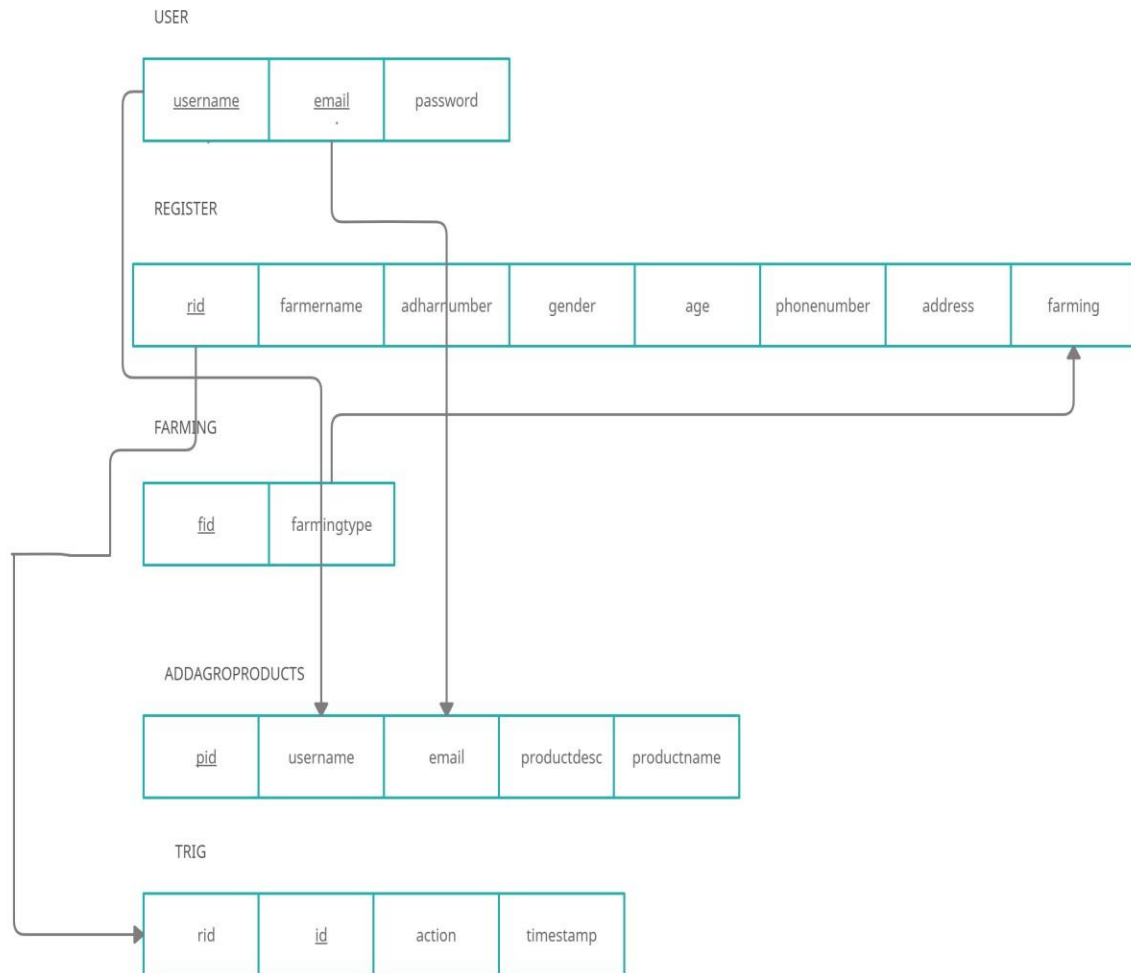 USER
username email password
REGISTER
rid farmername adharnumber gender age phonenumber address farming
FARMING
fid farmingtype
ADDAGROPRODUCTS
pid username email productdesc productname
TRIG
rid id action timestamp